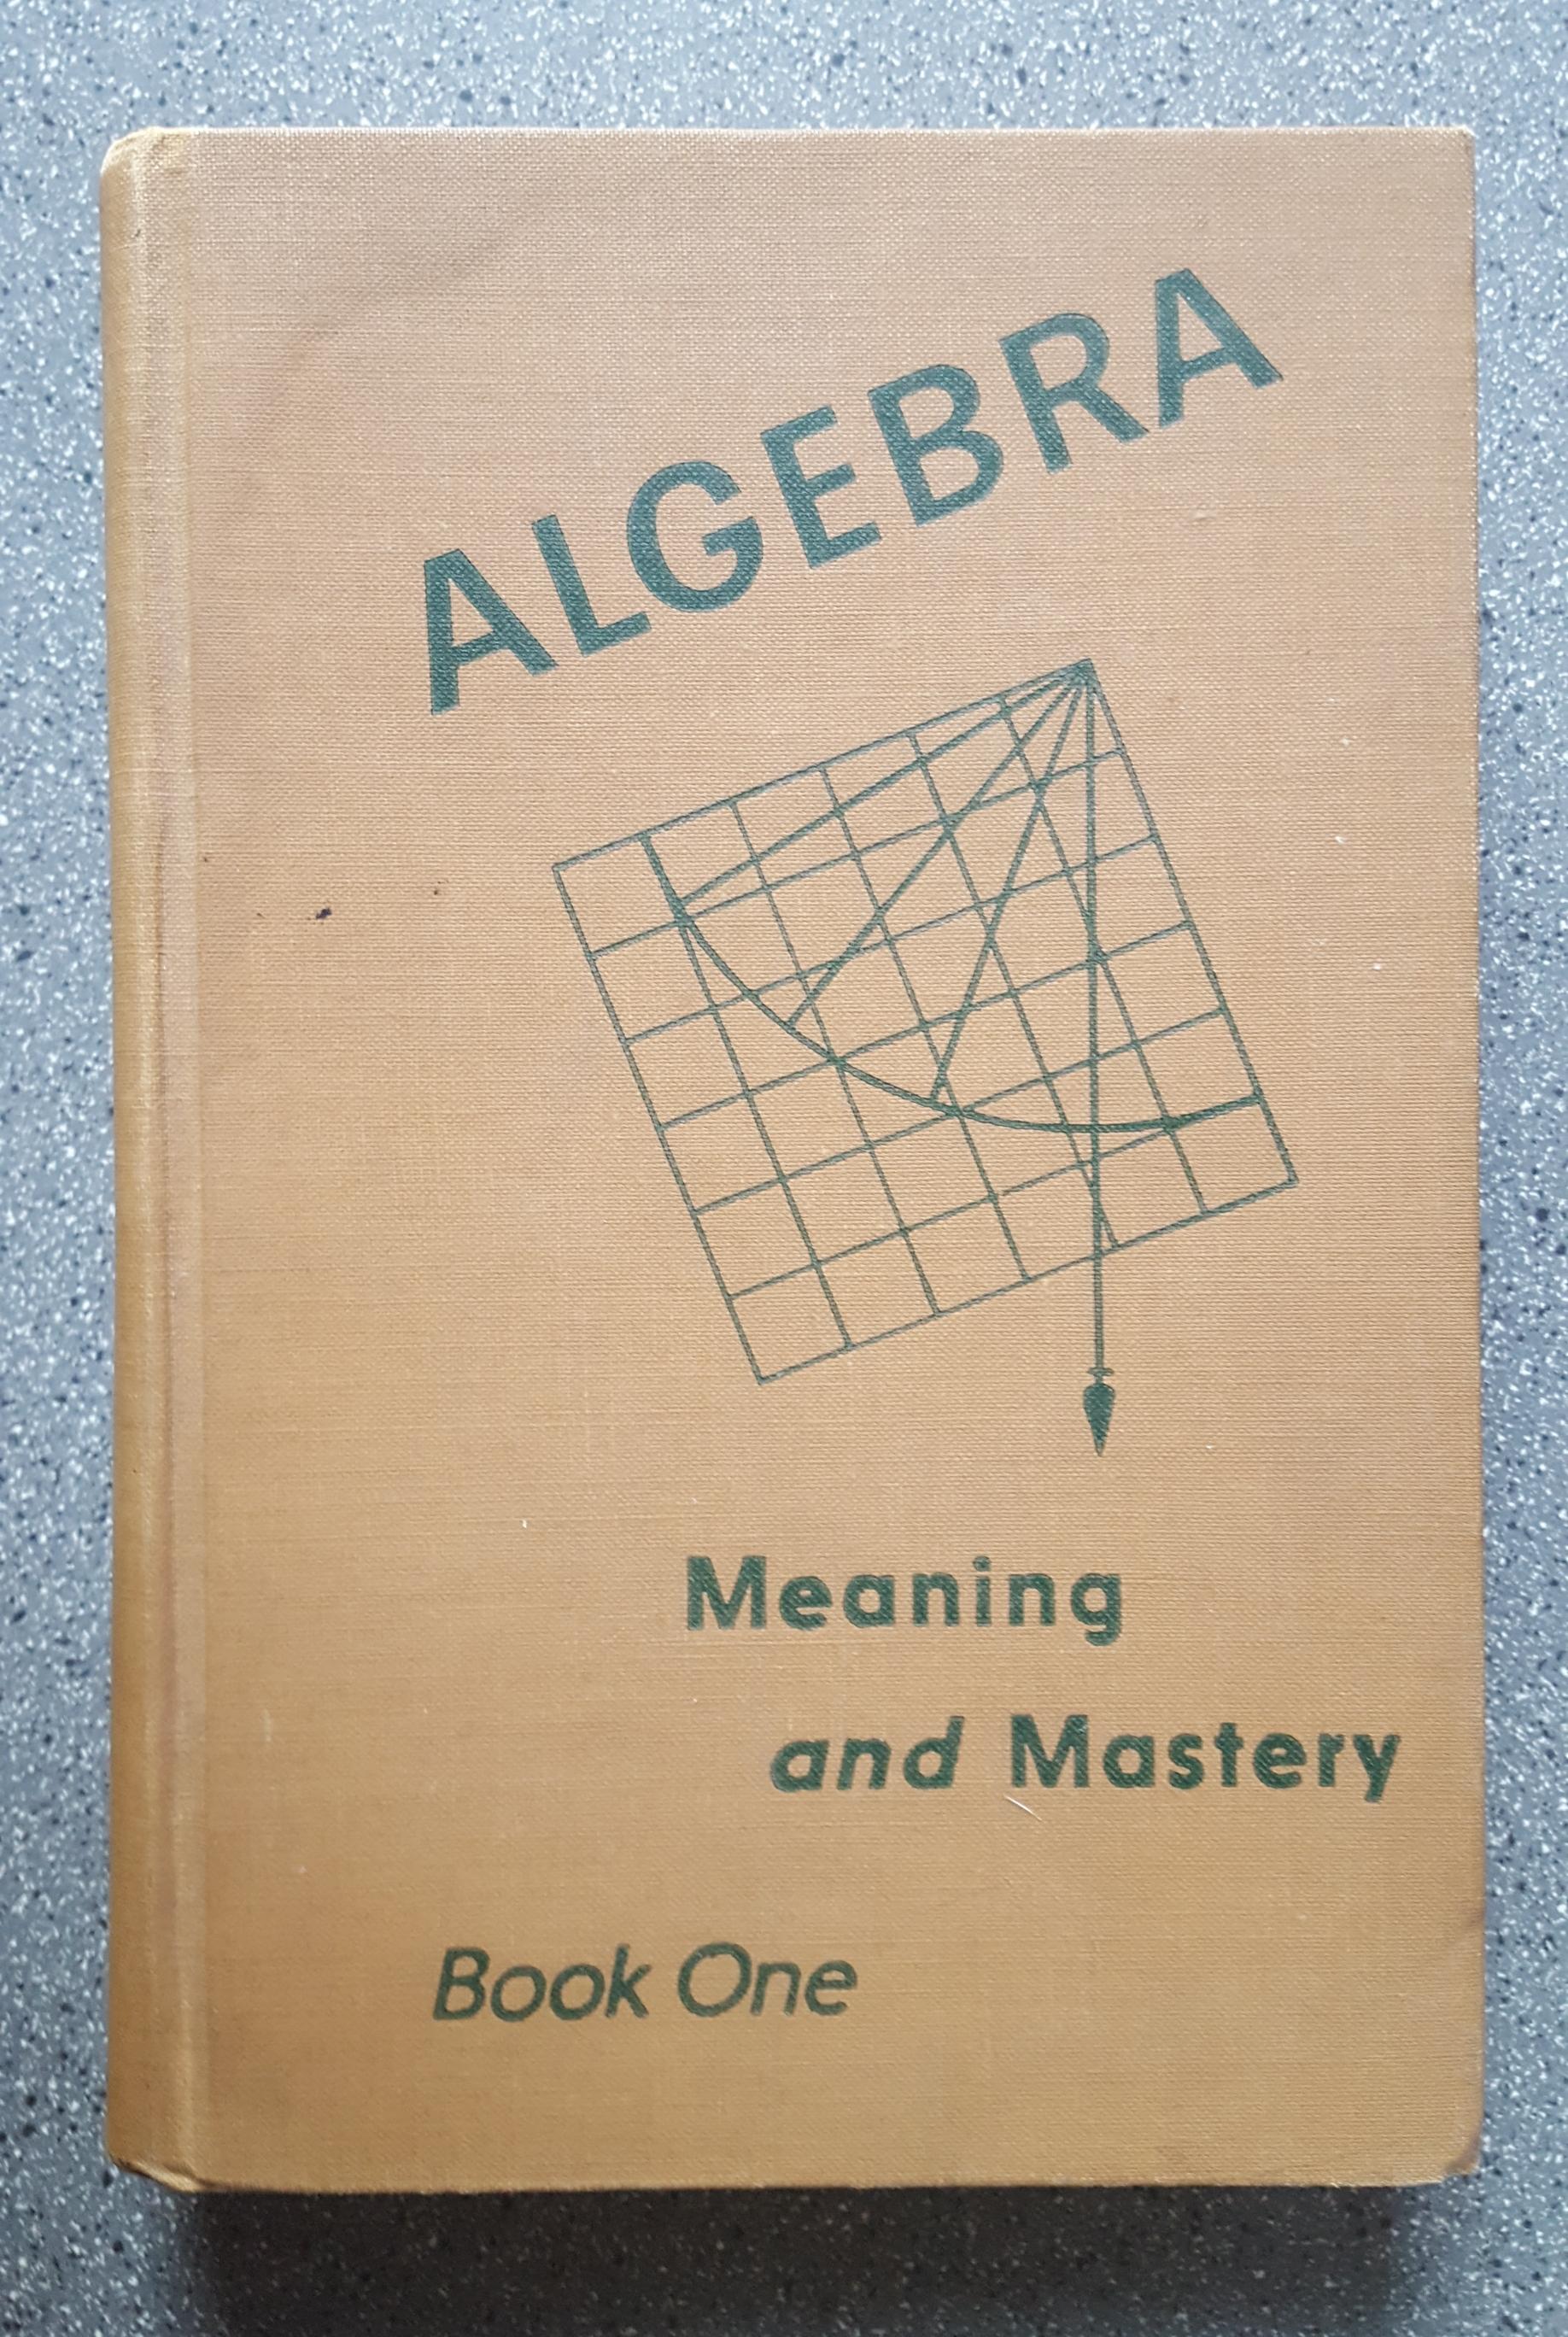 ALGEBRA
Meaning
and Mastery
Book One